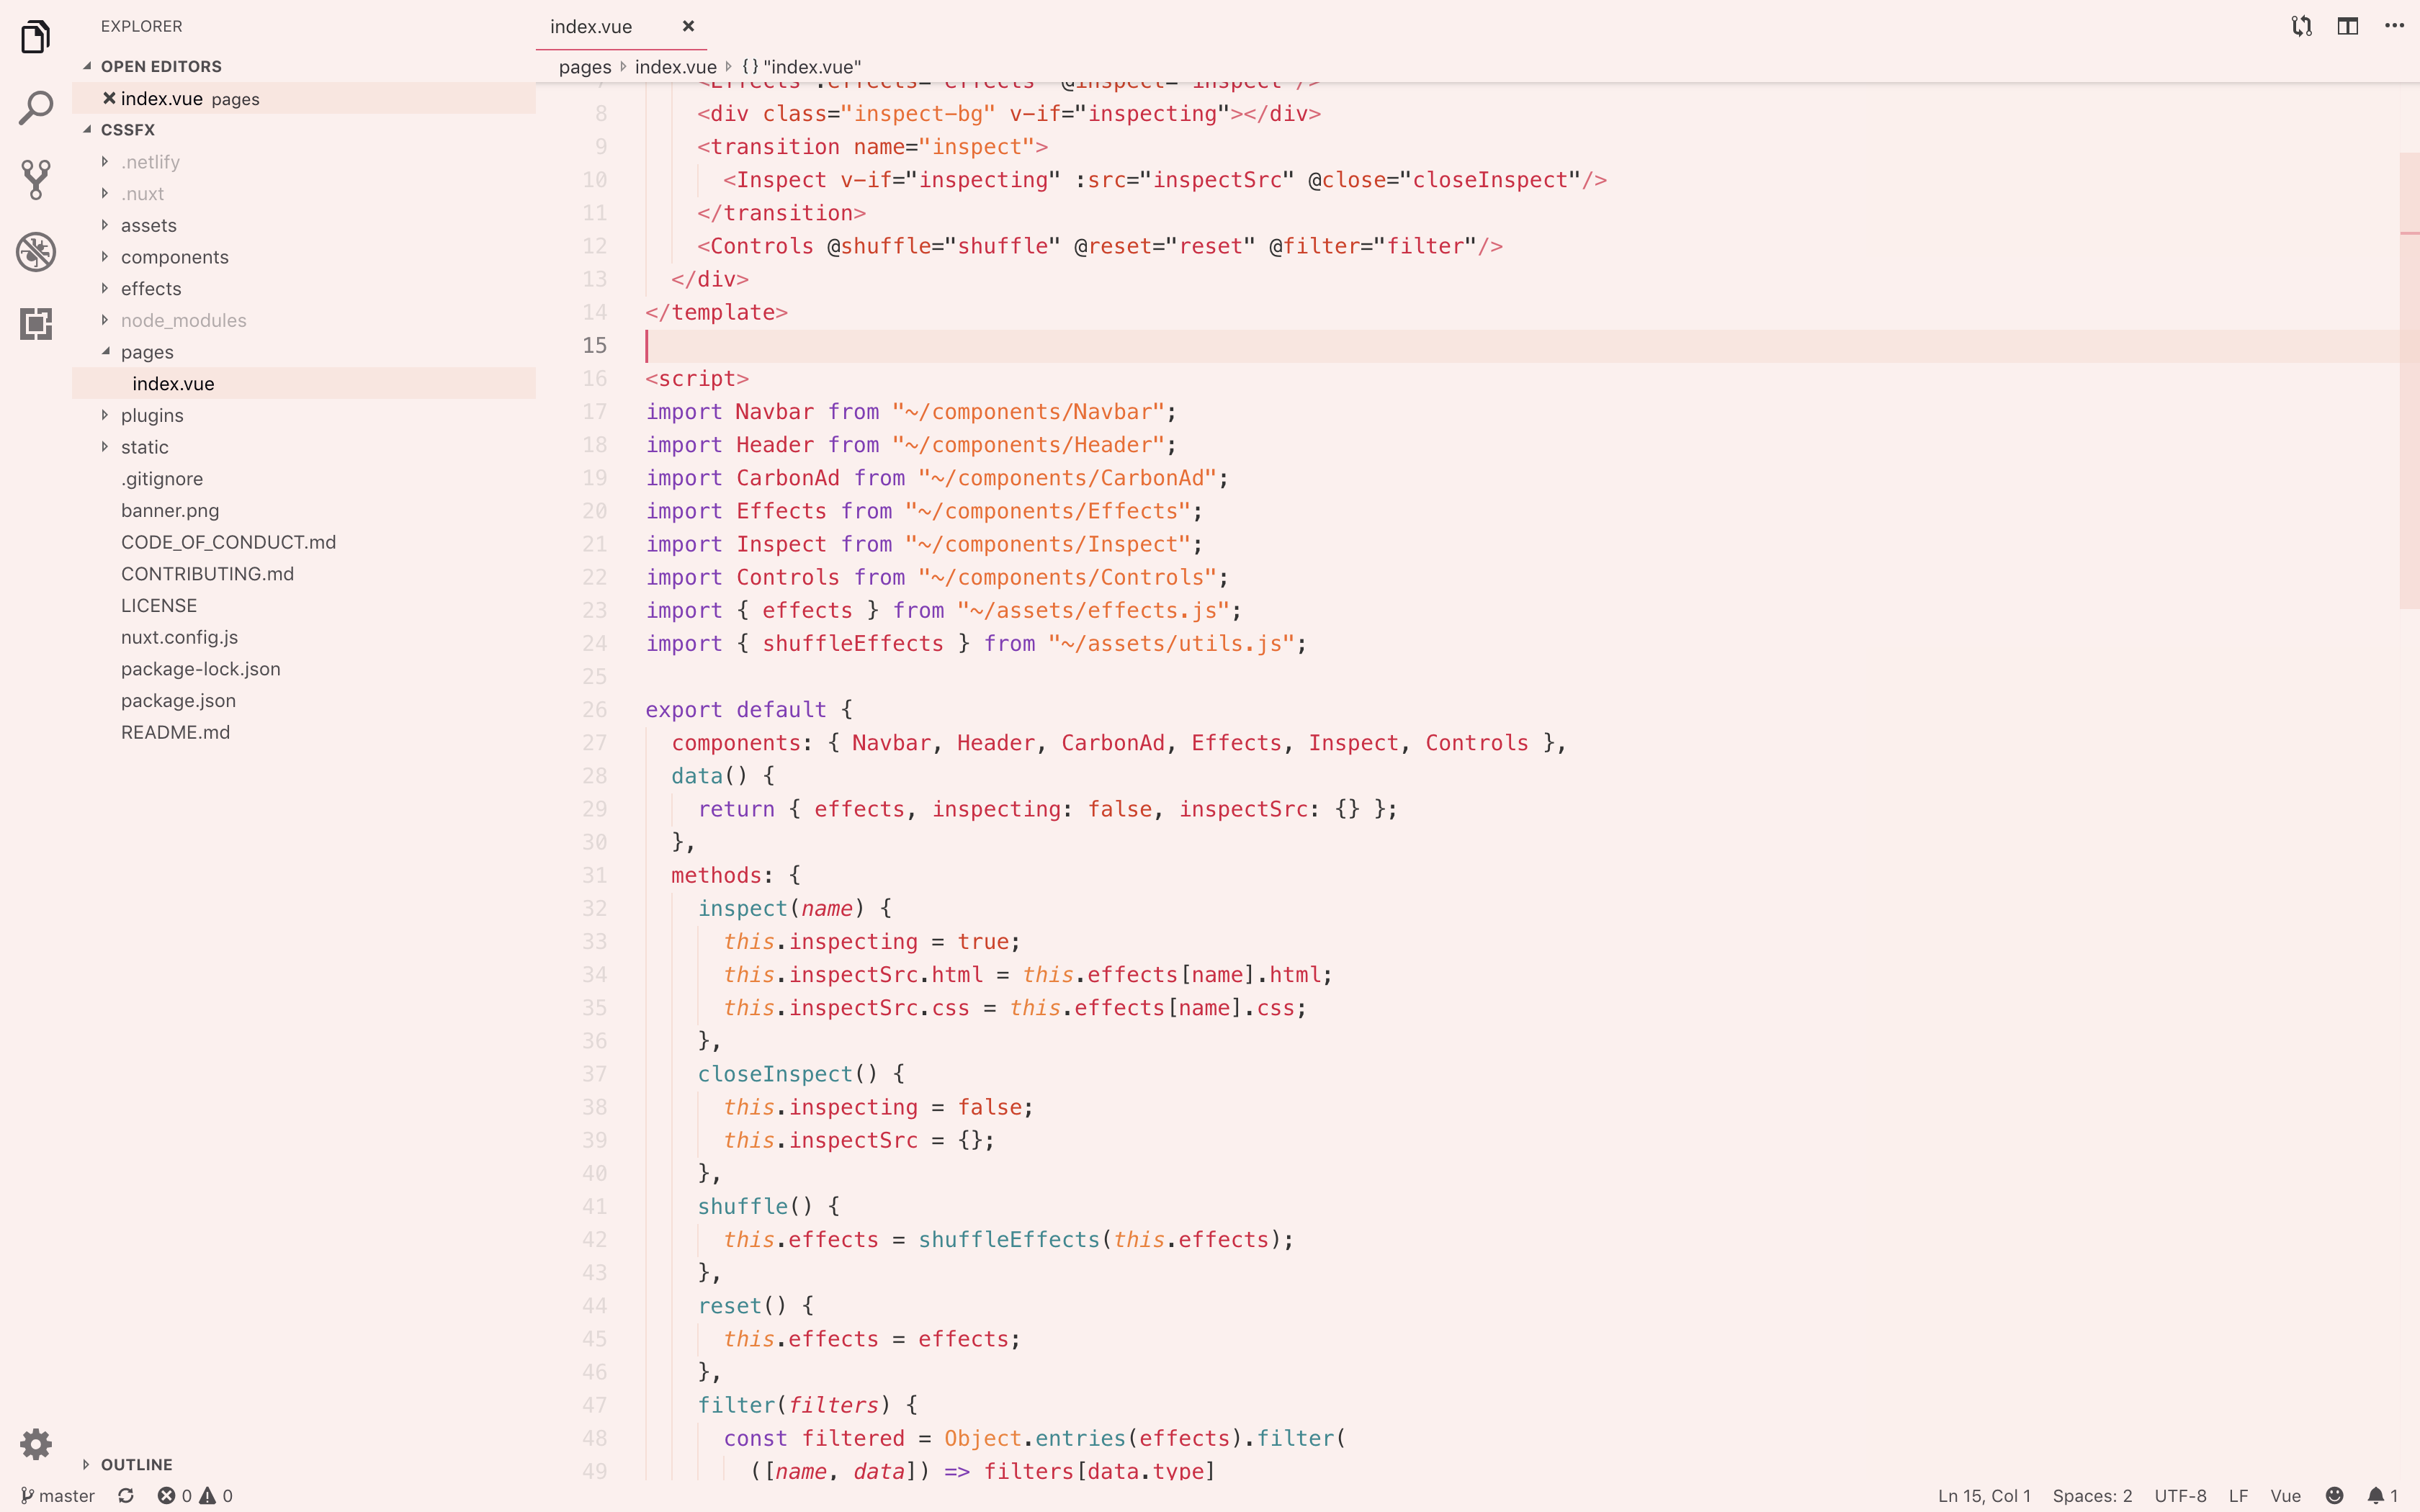 EXPLORER
OPEN EDITORS
index.vue pages
CSSFX
.netlify
.nuxt
assets
components
effects
node_modules
pages
index.vue
plugins
static
.gitignore
banner.png
CODE_OF_CONDUCT.md
CONTRIBUTING.md
LICENSE
nuxt.config.js
package-lock.json
package.json
README.md
OUTLINE
index.vue
pages index.vue {} "index.vue"
7 <Effects :effects="effects" @inspect="inspect"/>
8 <div class="inspect-bg" v-if="inspecting"></div>
9 <transition name="inspect">
10 <Inspect v-if="inspecting" :src="inspectSrc" @close="closeInspect"/>
11 </transition>
12 <Controls @shuffle="shuffle" @reset="reset" @filter="filter"/>
13 </div>
14 </template>
15
16 <script>
17 import Navbar from "~/components/Navbar";
18 import Header from "~/components/Header";
19 import CarbonAd from "~/components/CarbonAd";
20 import Effects from "~/components/Effects";
21 import Inspect from "~/components/Inspect";
22 import Controls from "~/components/Controls";
23 import { effects } from "~/assets/effects.js";
24 import { shuffleEffects } from "~/assets/utils.js";
25
26 export default {
27 components: { Navbar, Header, CarbonAd, Effects, Inspect, Controls },
28 data() {
29 return { effects, inspecting: false, inspectSrc: {} };
30 },
31 methods: {
32 inspect(name) {
33 this.inspecting = true;
34 this.inspectSrc.html = this.effects[name].html;
35 this.inspectSrc.css = this.effects[name].css;
36 },
37 closeInspect() {
38 this.inspecting = false;
39 this.inspectSrc = {};
40 },
41 shuffle() {
42 this.effects = shuffleEffects(this.effects);
43 },
44 reset() {
45 this.effects = effects;
46 },
47 filter(filters) {
48 const filtered = Object.entries(effects).filter(
49 ([name, data]) => filters[data.type]
master 0 0 Ln 15, Col 1 Spaces: 2 UTF-8 LF Vue 1